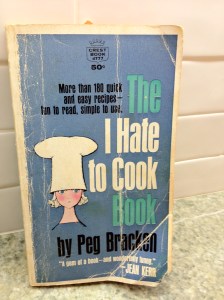 CREST
BOOK
50¢
More than 180 quick
and easy recipes—
fun to read, simple to use.
The
I Hate
to Cook
Book
by Peg Bracken
"A gem of a book—and wonderfully funny."
—JEAN KERR